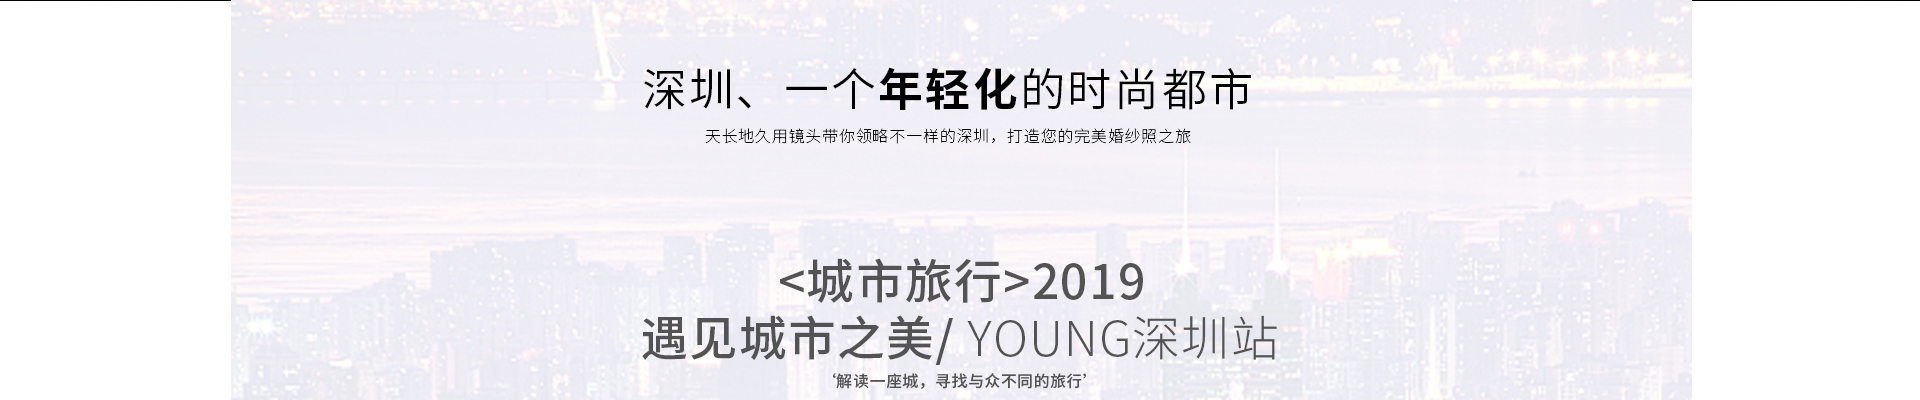 深圳、一个年轻化的时尚都市
天长地久用镜头带你领略不一样的深圳，打造您的完美婚纱照之旅
<城市旅行>2019
遇见城市之美/ YOUNG深圳站
‘解读一座城，寻找与众不同的旅行’